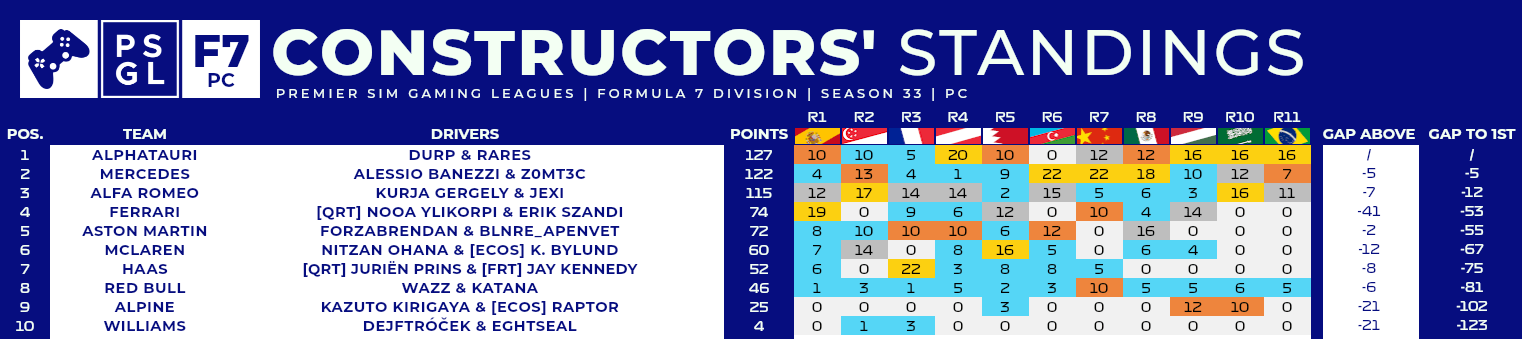 PS
GL
F7
PC
CONSTRUCTORS' STANDINGS
PREMIER SIM GAMING LEAGUES | FORMULA 7 DIVISION | SEASON 33 | PC
R1 R2 R3 R4 R5 R6 R7 R8 R9 R10 R11
POS. TEAM DRIVERS POINTS GAP ABOVE GAP TO 1ST
1 ALPHATAURI DURP & RARES 127 10 10 5 20 10 0 12 12 16 16 16 / /
2 MERCEDES ALESSIO BANEZZI & Z0MT3C 122 4 13 4 1 9 22 22 18 10 12 7 -5 -5
3 ALFA ROMEO KURJA GERGELY & JEXI 115 12 17 14 14 2 15 5 6 3 16 11 -7 -12
4 FERRARI [QRT] NOOA YLIKORPI & ERIK SZANDI 74 19 0 9 6 12 0 10 4 14 0 0 -41 -53
5 ASTON MARTIN FORZABRENDAN & BLNRE_APENVET 72 8 10 10 10 6 12 0 16 0 0 0 -2 -55
6 MCLAREN NITZAN OHANA & [ECOS] K. BYLUND 60 7 14 0 8 16 5 0 6 4 0 0 -12 -67
7 HAAS [QRT] JURIËN PRINS & [FRT] JAY KENNEDY 52 6 0 22 3 8 8 5 0 0 0 0 -8 -75
8 RED BULL WAZZ & KATANA 46 1 3 1 5 2 3 10 5 5 6 5 -6 -81
9 ALPINE KAZUTO KIRIGAYA & [ECOS] RAPTOR 25 0 0 0 0 3 0 0 0 12 10 0 -21 -102
10 WILLIAMS DEJFTRÓČEK & EGHTSEAL 4 0 1 3 0 0 0 0 0 0 0 0 -21 -123